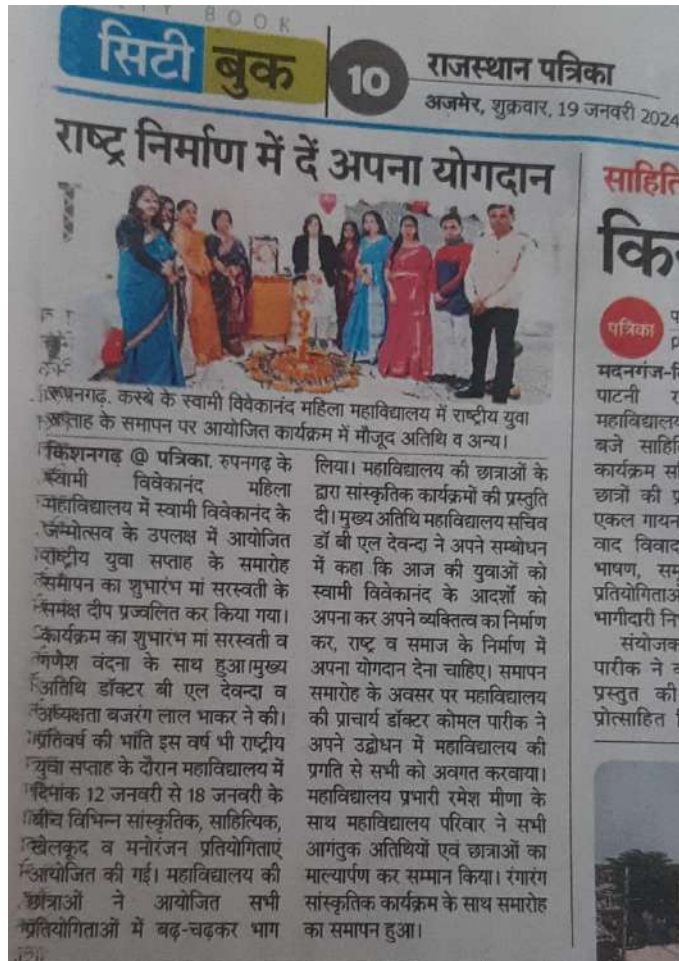 CITY BOOK
सिटी बुक
10
राजस्थान पत्रिका
अजमेर, शुक्रवार, 19 जनवरी 2024
राष्ट्र निर्माण में दें अपना योगदान
रूपनगढ़. कस्बे के स्वामी विवेकानंद महिला महाविद्यालय में राष्ट्रीय युवा
सप्ताह के समापन पर आयोजित कार्यक्रम में मौजूद अतिथि व अन्य।
किशनगढ़ @ पत्रिका. रुपनगढ़ के
स्वामी विवेकानंद महिला
महाविद्यालय में स्वामी विवेकानंद के
जन्मोत्सव के उपलक्ष में आयोजित
राष्ट्रीय युवा सप्ताह के समारोह
समापन का शुभारंभ मां सरस्वती के
समक्ष दीप प्रज्वलित कर किया गया।
कार्यक्रम का शुभारंभ मां सरस्वती व
गणेश वंदना के साथ हुआ।मुख्य
अतिथि डॉक्टर बी एल देवन्दा व
अध्यक्षता बजरंग लाल भाकर ने की।
प्रतिवर्ष की भांति इस वर्ष भी राष्ट्रीय
युवा सप्ताह के दौरान महाविद्यालय में
दिनांक 12 जनवरी से 18 जनवरी के
बीच विभिन्न सांस्कृतिक, साहित्यिक,
खेलकूद व मनोरंजन प्रतियोगिताएं
आयोजित की गई। महाविद्यालय की
छात्राओं ने आयोजित सभी
प्रतियोगिताओं में बढ़-चढ़कर भाग
लिया। महाविद्यालय की छात्राओं के
द्वारा सांस्कृतिक कार्यक्रमों की प्रस्तुति
दी। मुख्य अतिथि महाविद्यालय सचिव
डॉ बी एल देवन्दा ने अपने सम्बोधन
में कहा कि आज की युवाओं को
स्वामी विवेकानंद के आदर्शों को
अपना कर अपने व्यक्तित्व का निर्माण
कर, राष्ट्र व समाज के निर्माण में
अपना योगदान देना चाहिए। समापन
समारोह के अवसर पर महाविद्यालय
की प्राचार्य डॉक्टर कोमल पारीक ने
अपने उद्बोधन में महाविद्यालय की
प्रगति से सभी को अवगत करवाया।
महाविद्यालय प्रभारी रमेश मीणा के
साथ महाविद्यालय परिवार ने सभी
आगंतुक अतिथियों एवं छात्राओं का
माल्यार्पण कर सम्मान किया। रंगारंग
सांस्कृतिक कार्यक्रम के साथ समारोह
का समापन हुआ।
साहिति
कि
पत्रिका
मदनगंज-कि
पाटनी रा
महाविद्यालय
बजे साहि
कार्यक्रम स
छात्रों की प्र
एकल गायन
वाद विवाद
भाषण, सम
प्रतियोगिताओं
भागीदारी नि
संयोजक
पारीक ने व
प्रस्तुत की
प्रोत्साहित